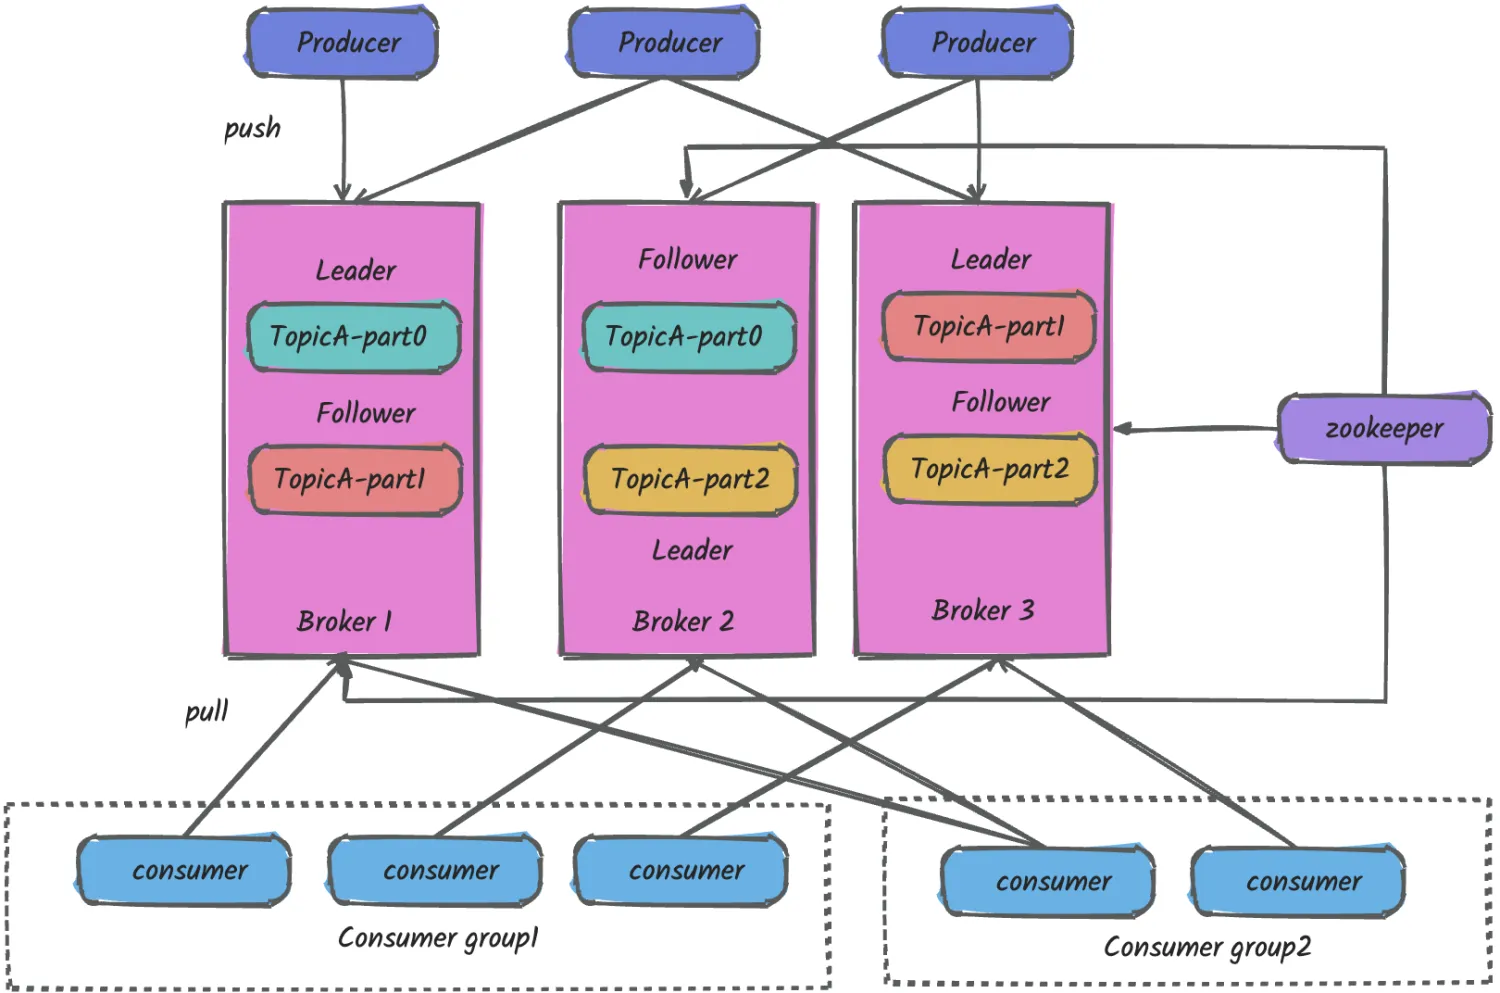 Producer
Producer
Producer
push
Leader
TopicA-part0
Follower
TopicA-part1
Broker 1
Follower
TopicA-part0
TopicA-part2
Leader
Broker 2
Leader
TopicA-part1
Follower
TopicA-part2
Broker 3
zookeeper
pull
consumer
consumer
consumer
Consumer group1
consumer
consumer
Consumer group2